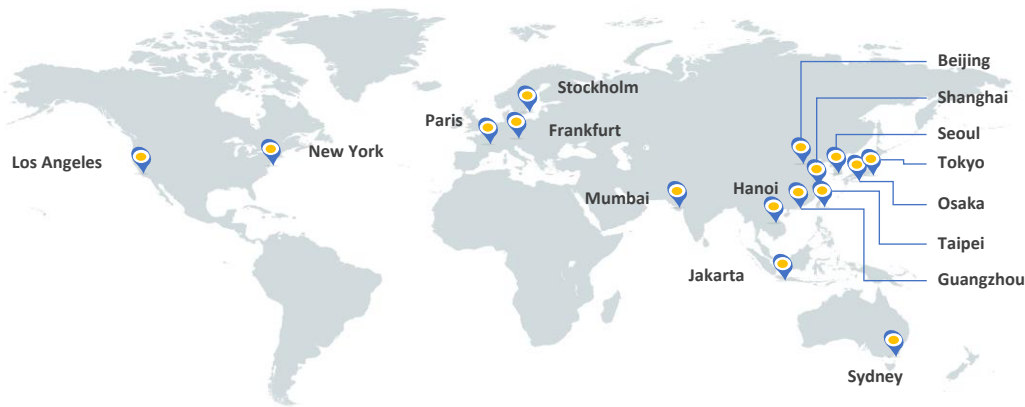 Beijing
Stockholm
Shanghai
Paris
Frankfurt
Seoul
Los Angeles
New York
Tokyo
Mumbai
Hanoi
Osaka
Taipei
Jakarta
Guangzhou
Sydney